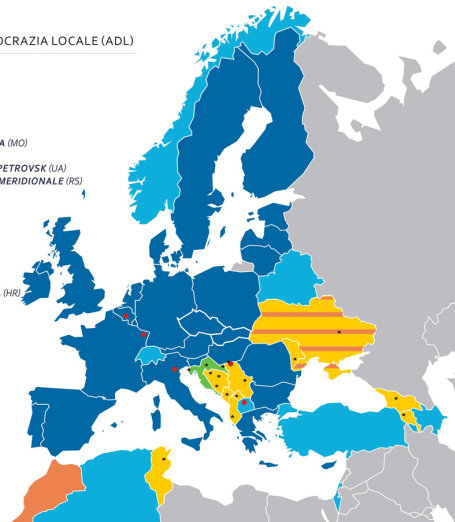 OCRAZIA LOCALE (ADL)
A (MO)
PETROVSK (UA)
MERIDIONALE (RS)
(HR)